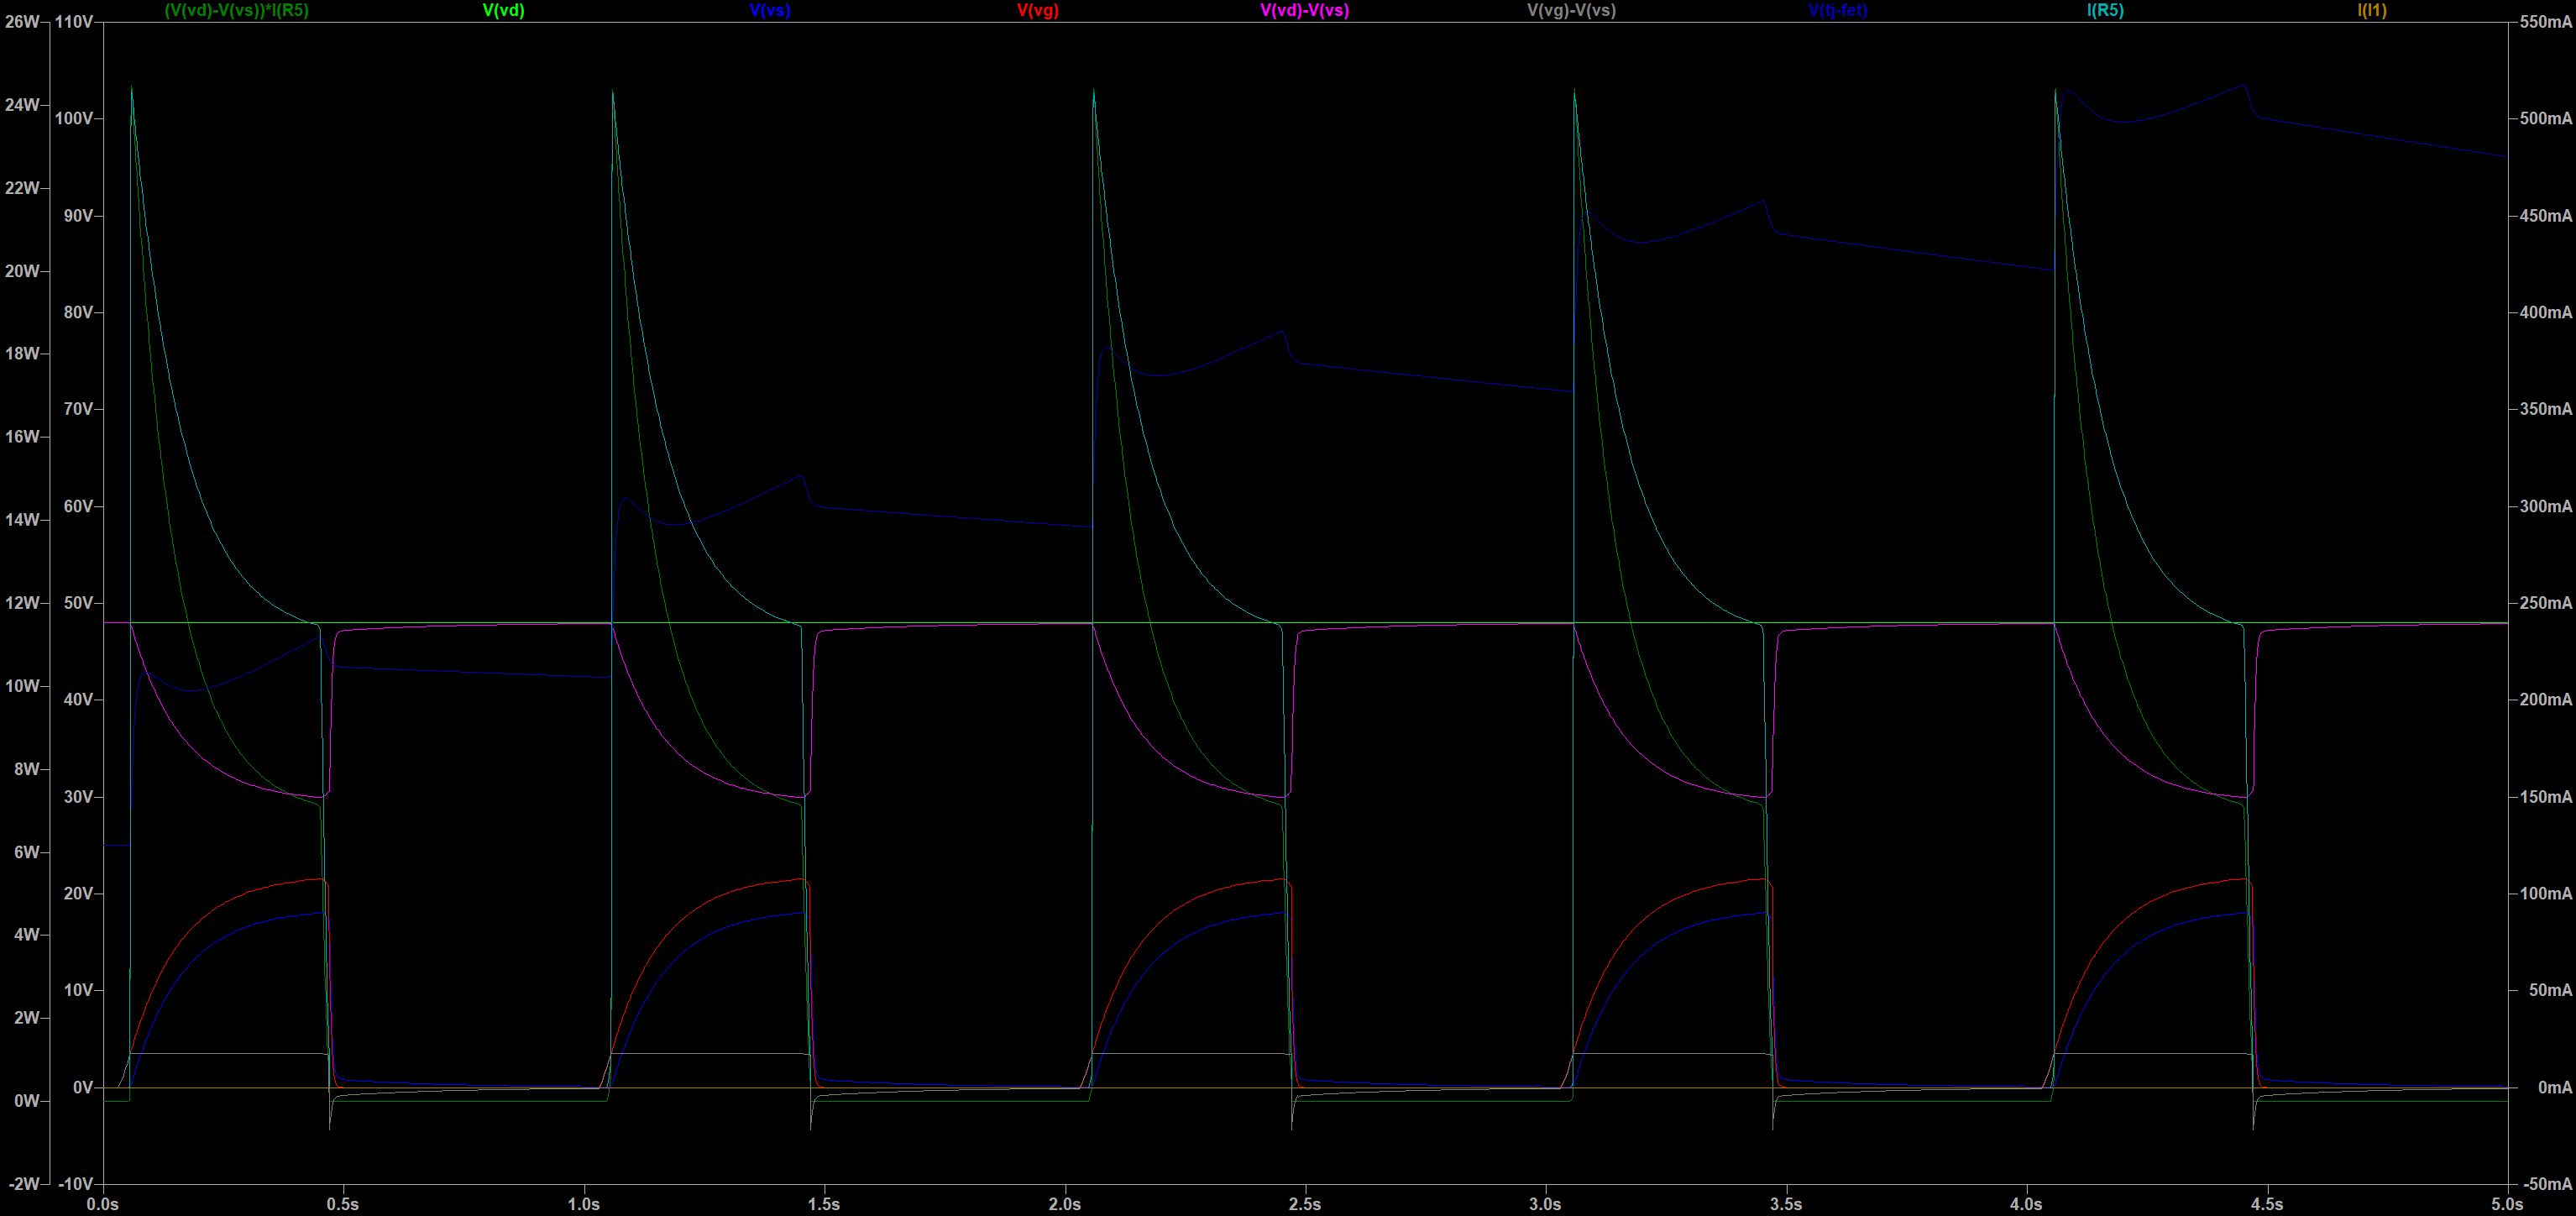 (V(vd)-V(vs))*I(R5) V(vd) V(vs) V(vg) V(vd)-V(vs) V(vg)-V(vs) V(tj-fet) I(R5) I(I1)
26W 110V 550mA
24W 100V 500mA
22W 90V 450mA
20W 80V 400mA
18W 70V 350mA
16W 60V 300mA
14W 50V 250mA
12W 40V 200mA
10W 30V 150mA
8W 20V 100mA
6W 10V 50mA
4W 0V 0mA
2W -10V -50mA
0W
-2W
0.0s 0.5s 1.0s 1.5s 2.0s 2.5s 3.0s 3.5s 4.0s 4.5s 5.0s